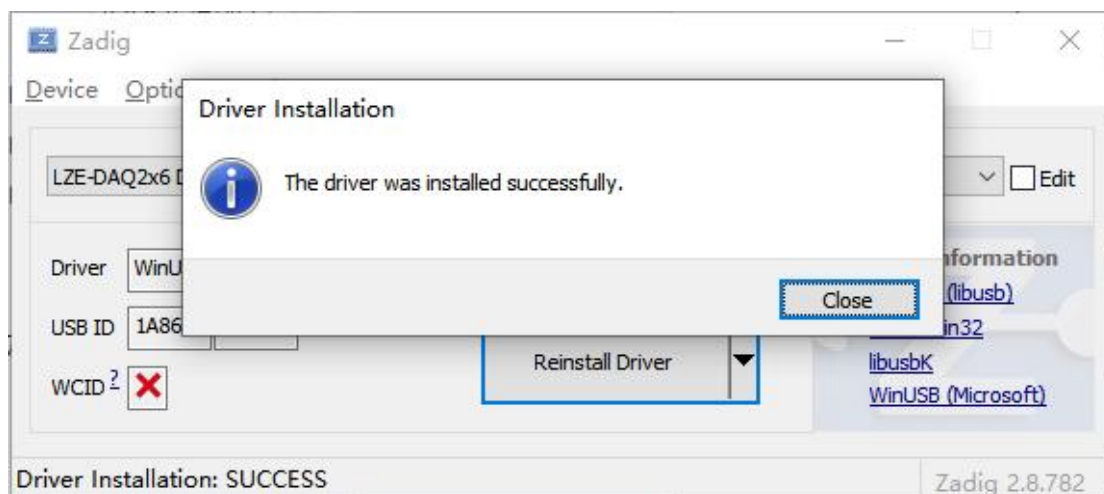 Zadig
Device Optic
Driver Installation
LZE-DAQ2x6 D
The driver was installed successfully.
Edit
Driver WinU
nformation
Close
(libusb)
USB ID 1A86
in32
Reinstall Driver
libusbK
WCID ?
WinUSB (Microsoft)
Driver Installation: SUCCESS
Zadig 2.8.782